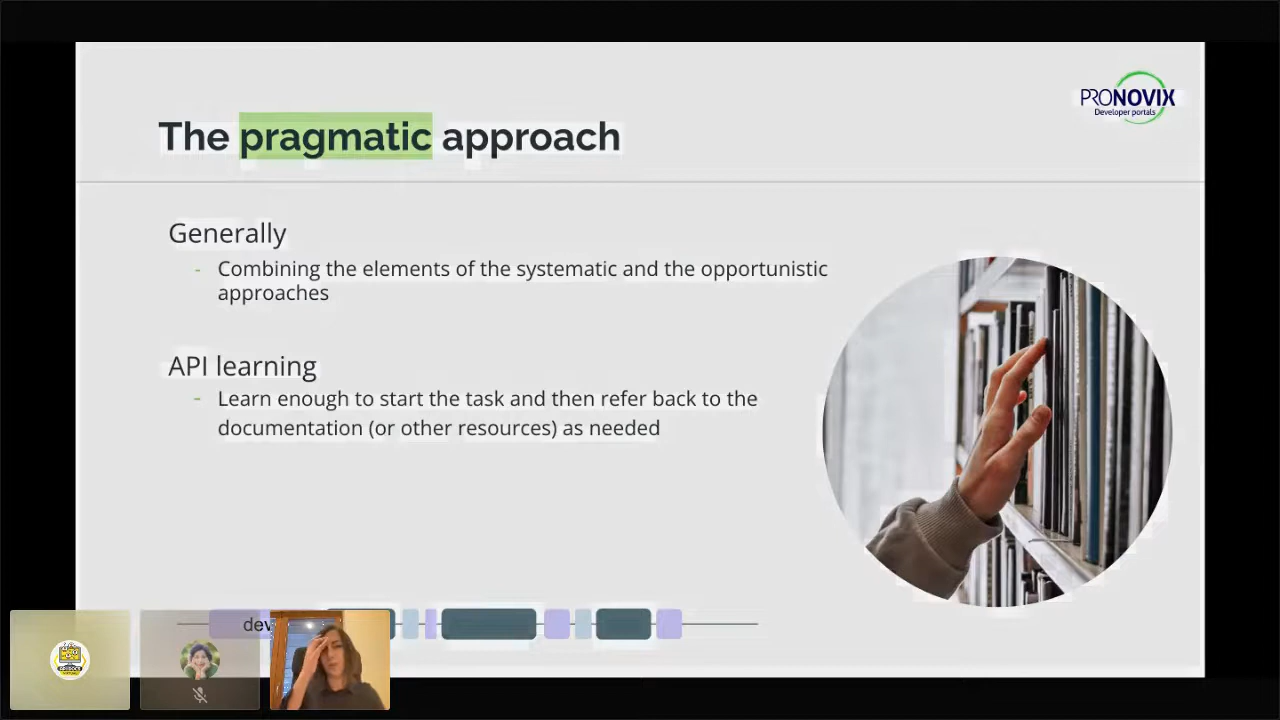 PRONOVIX
Developer portals
The pragmatic approach
Generally
- Combining the elements of the systematic and the opportunistic
approaches
API learning
- Learn enough to start the task and then refer back to the
documentation (or other resources) as needed
dev